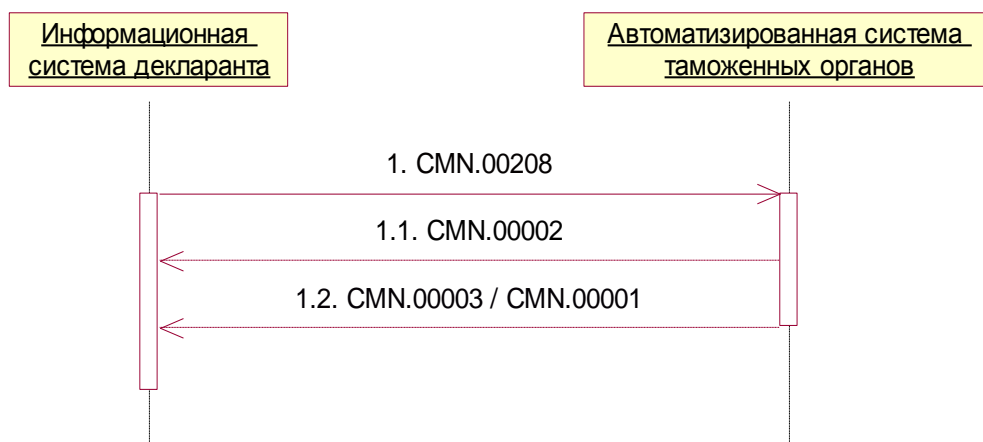 Информационная
система декларанта
Автоматизированная система
таможенных органов
1. CMN.00208
1.1. CMN.00002
1.2. CMN.00003 / CMN.00001